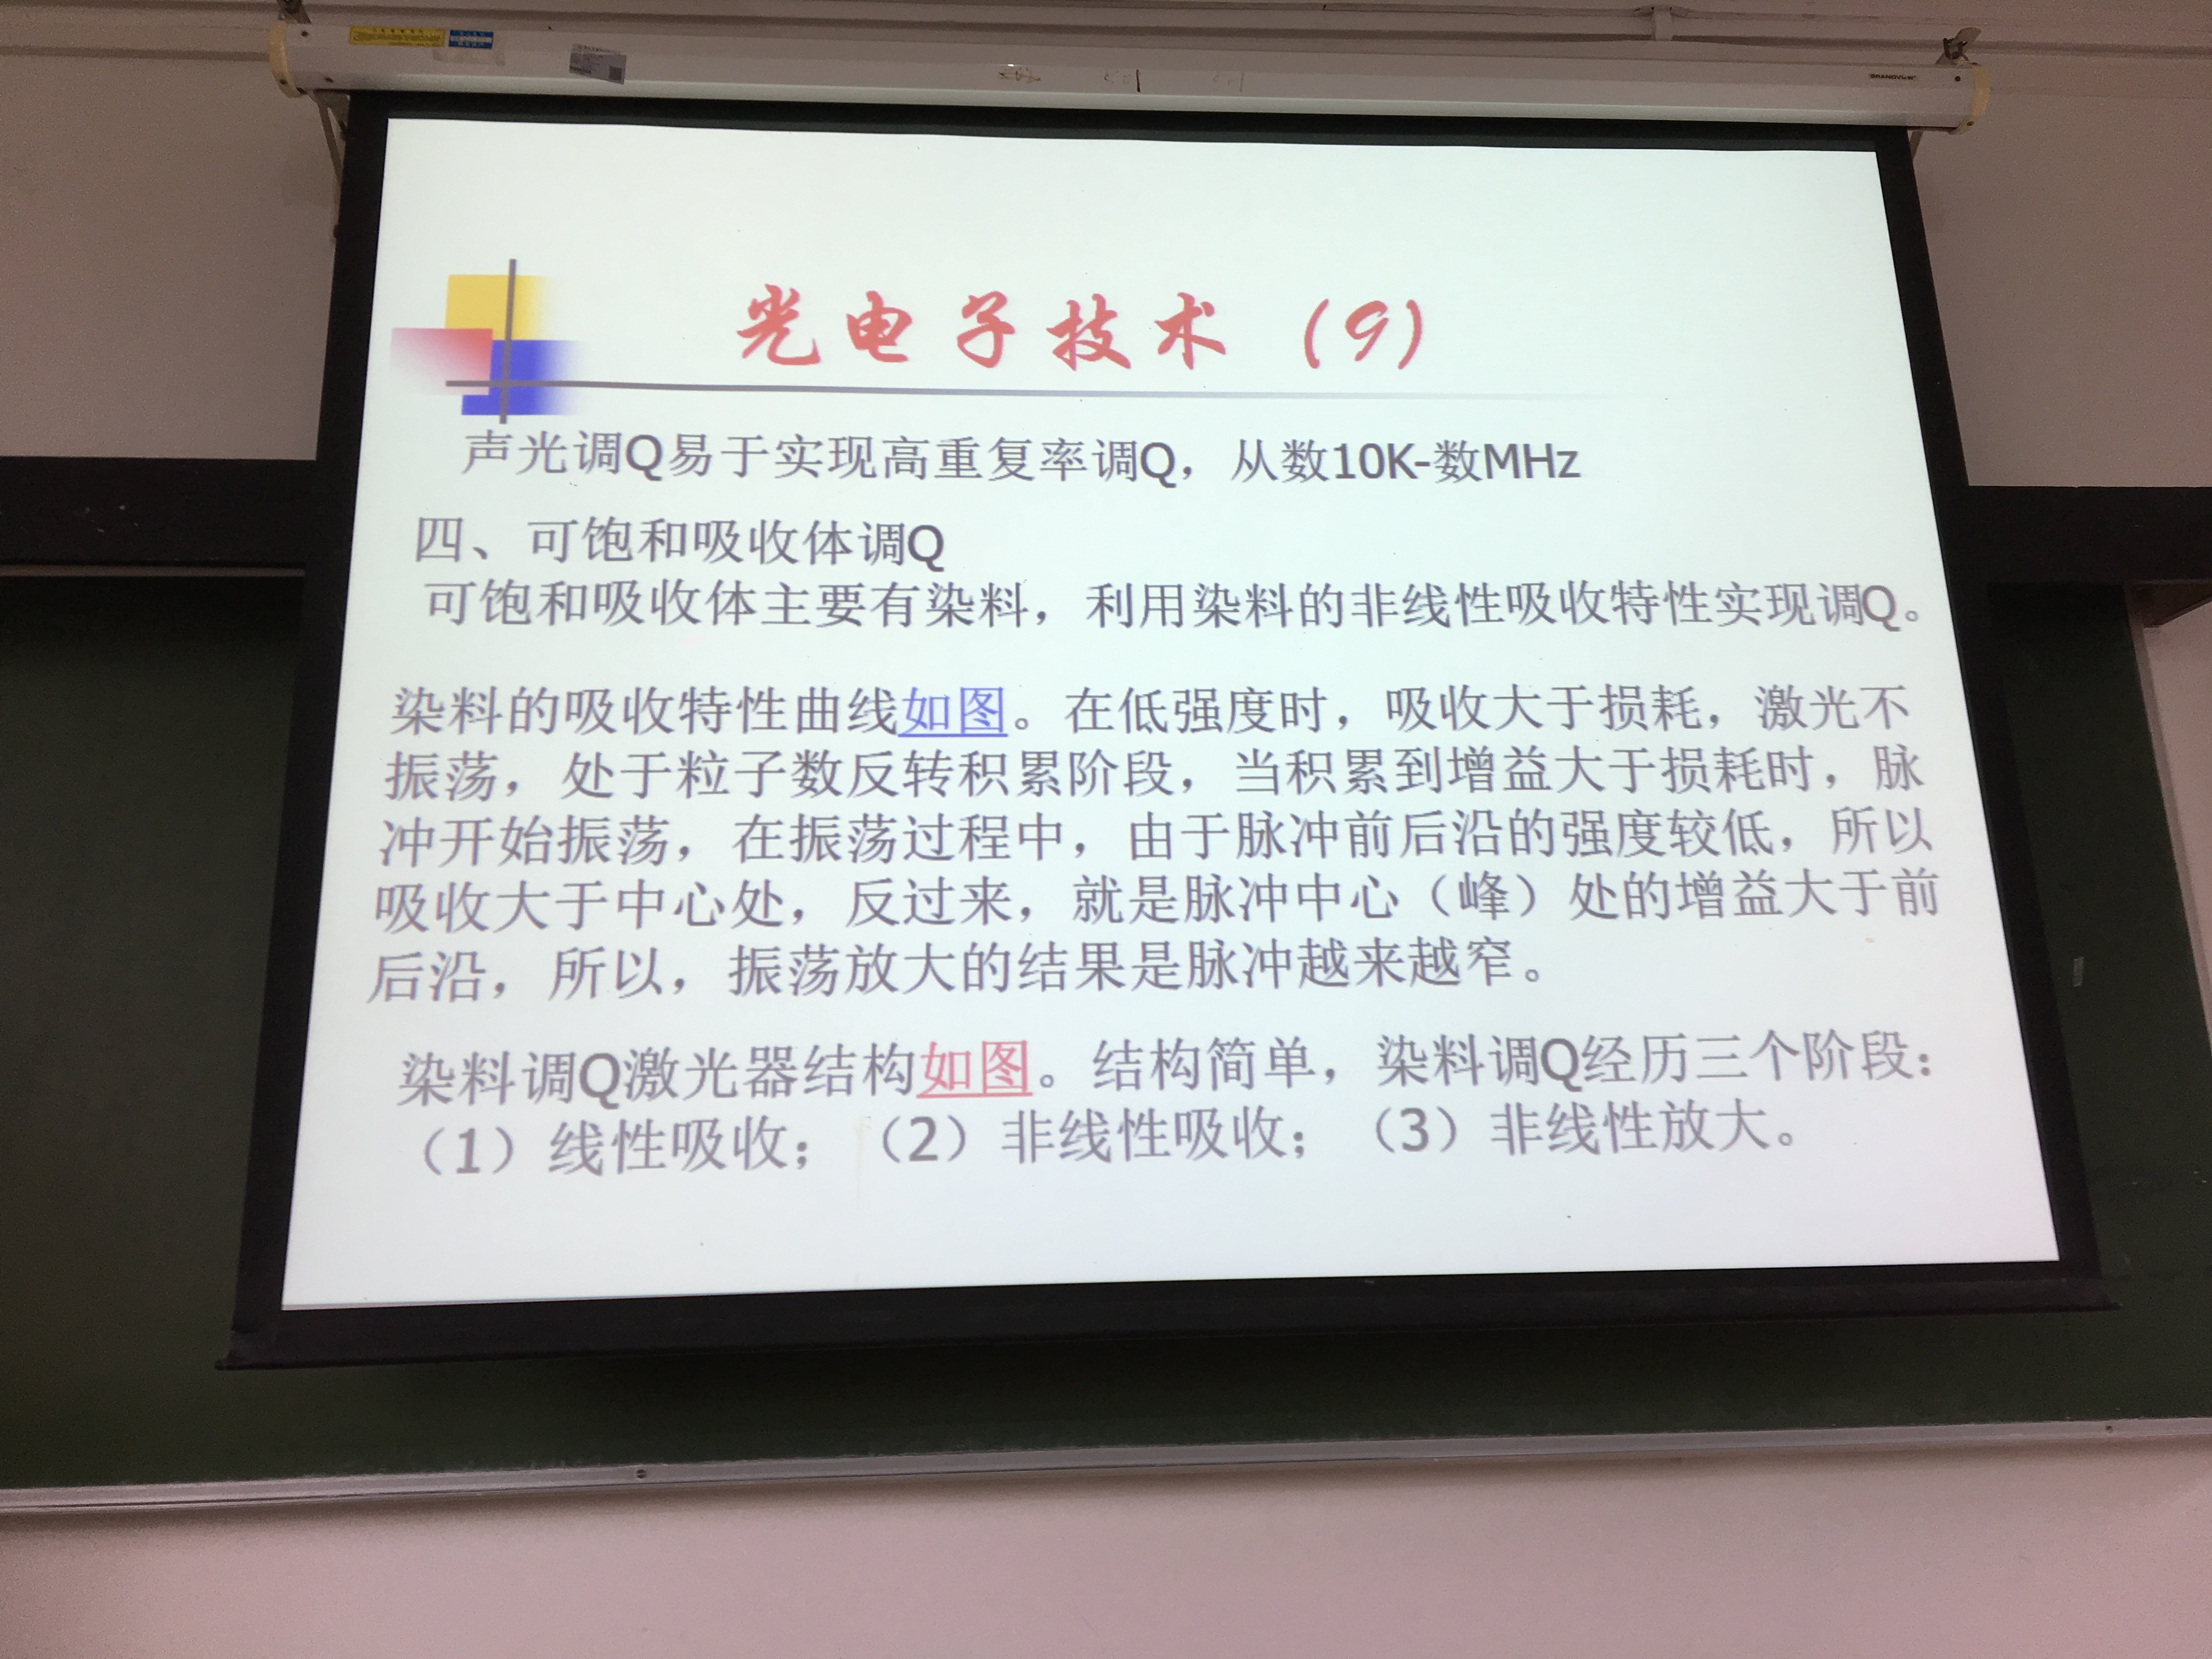 光电子技术（9）
声光调Q易于实现高重复率调Q，从数10K-数MHz
四、可饱和吸收体调Q
可饱和吸收体主要有染料，利用染料的非线性吸收特性实现调Q。
染料的吸收特性曲线如图。在低强度时，吸收大于损耗，激光不
振荡，处于粒子数反转积累阶段，当积累到增益大于损耗时，脉
冲开始振荡，在振荡过程中，由于脉冲前后沿的强度较低，所以
吸收大于中心处，反过来，就是脉冲中心（峰）处的增益大于前
后沿，所以，振荡放大的结果是脉冲越来越窄。
染料调Q激光器结构如图。结构简单，染料调Q经历三个阶段：
（1）线性吸收；（2）非线性吸收；（3）非线性放大。